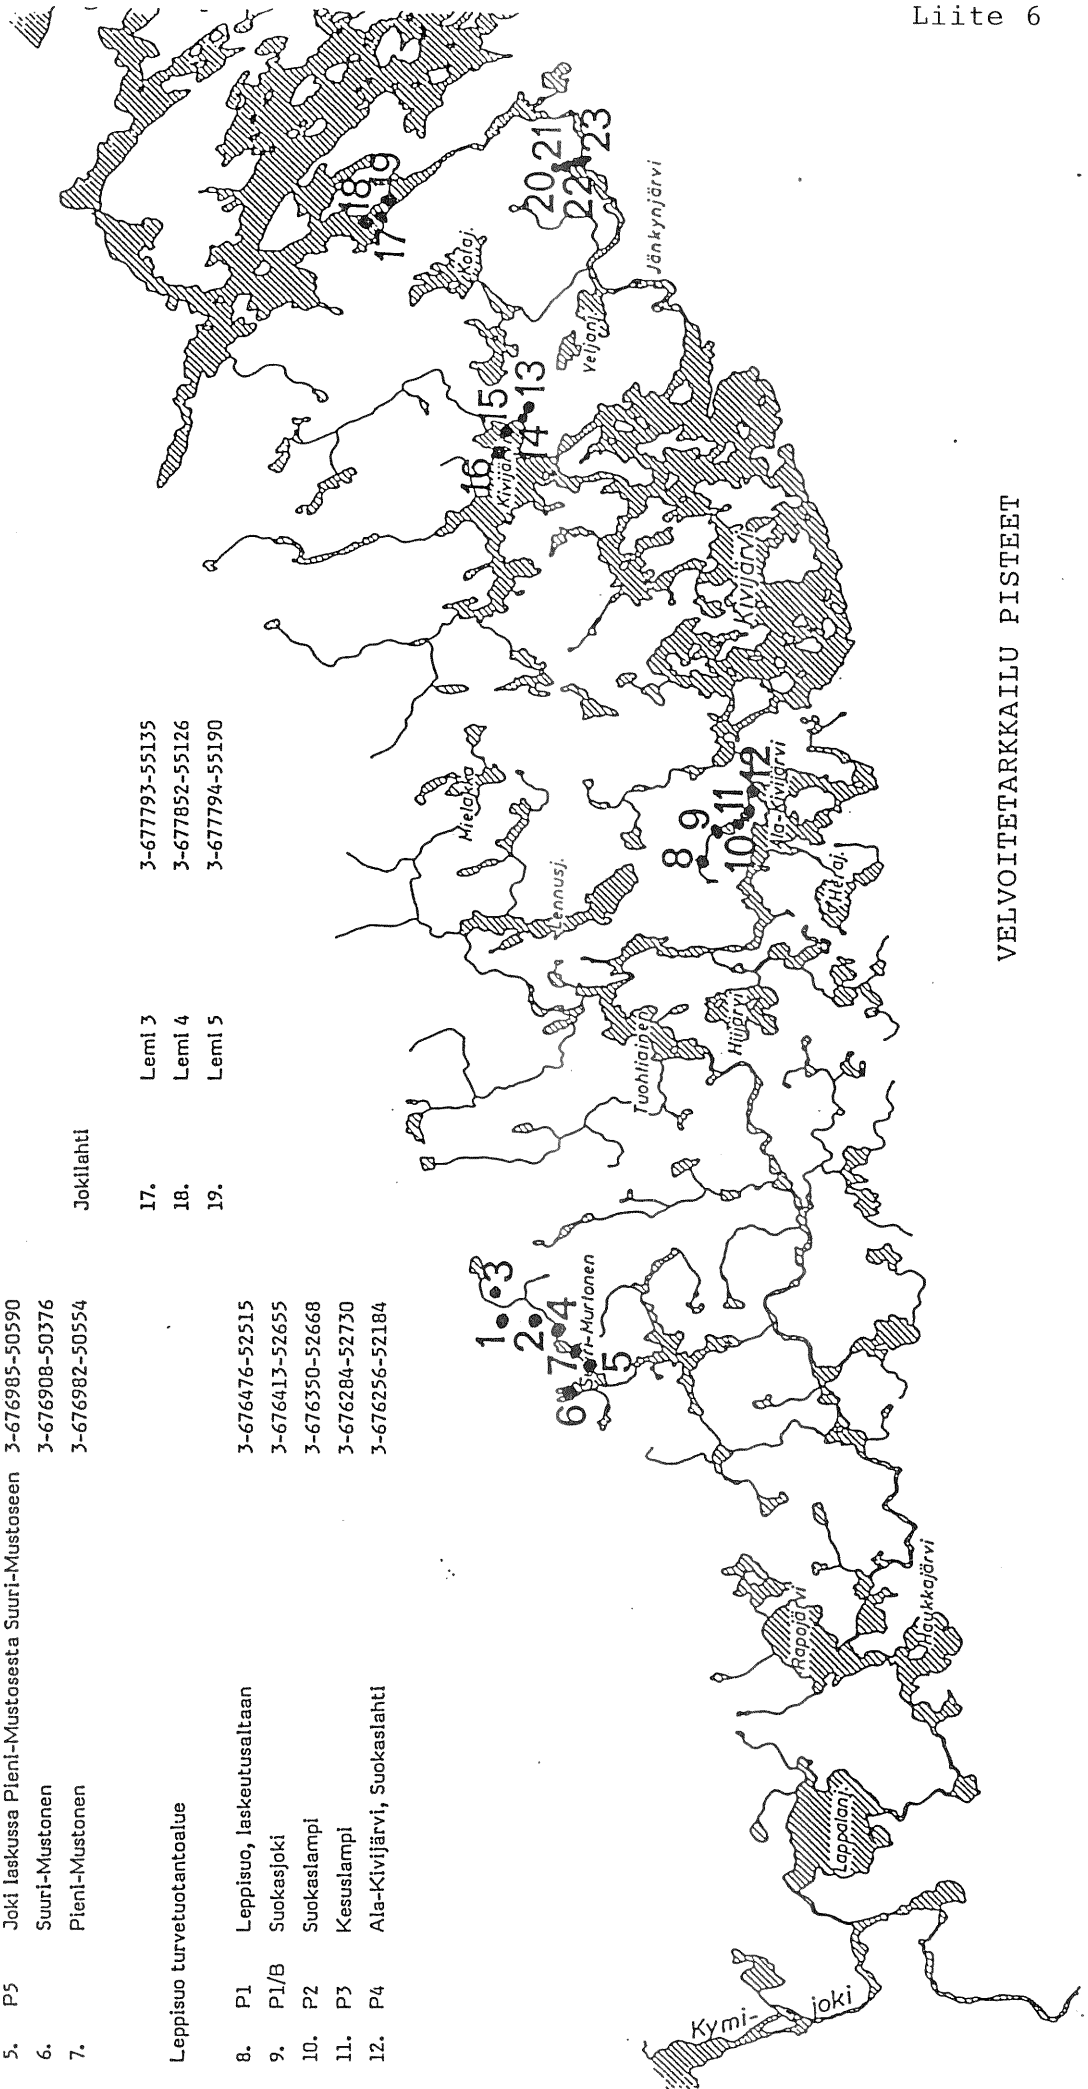 Liite 6
5. P5 Joki laskussa Pieni-Mustosesta Suuri-Mustoseen 3-676985-50590
6. Suuri-Mustonen 3-676908-50376
7. Pieni-Mustonen 3-676982-50554
Leppisuo turvetuotantoalue
8. P1 Leppisuo, laskeutusaltaan 3-676476-52515
9. P1/B Suokasjoki 3-676413-52655
10. P2 Suokaslampi 3-676350-52668
11. P3 Kesuslampi 3-676284-52730
12. P4 Ala-Kivijärvi, Suokaslahti 3-676256-52184
Jokilahti
17. Lemi 3 3-677793-55135
18. Lemi 4 3-677852-55126
19. Lemi 5 3-677794-55190
Kymi-
joki
Lappalanj.
Rapojärvi
Haukkajärvi
6
7
5
1
2
4
3
Suuri-Murtonen
Tuohtiainen
Hiijärvi
Lennusj.
Mielakka
V.Heraj.
8
9
10
11
12
Ala-Kivijärvi
Kivijärvi
16
15
14
13
Kivijärvi
Veljanj.
Kolaj.
Jänkynjärvi
17
18
19
20
21
22
23
VELVOITETARKKAILU PISTEET